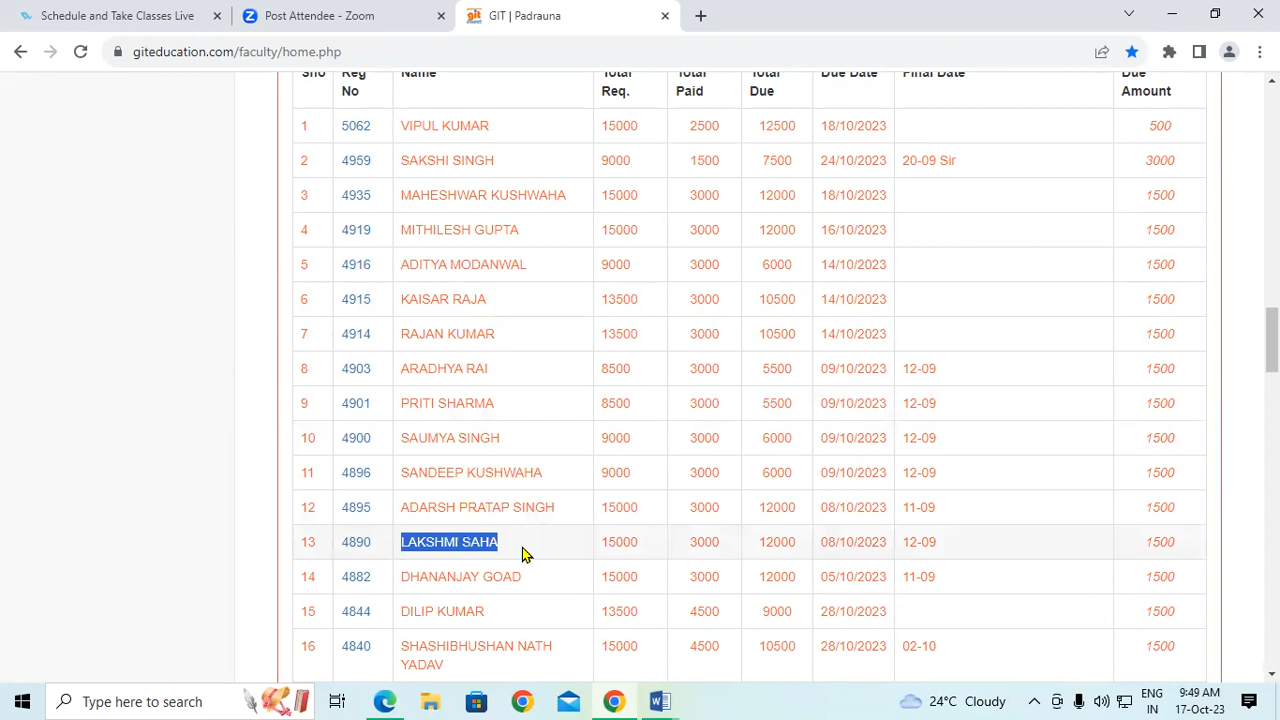 Schedule and Take Classes Live
Post Attendee - Zoom
GIT | Padrauna
giteducation.com/faculty/home.php
Sno Reg No Name Total Req. Total Paid Total Due Due Date Final Date Due Amount
1 5062 VIPUL KUMAR 15000 2500 12500 18/10/2023 500
2 4959 SAKSHI SINGH 9000 1500 7500 24/10/2023 20-09 Sir 3000
3 4935 MAHESHWAR KUSHWAHA 15000 3000 12000 18/10/2023 1500
4 4919 MITHILESH GUPTA 15000 3000 12000 16/10/2023 1500
5 4916 ADITYA MODANWAL 9000 3000 6000 14/10/2023 1500
6 4915 KAISAR RAJA 13500 3000 10500 14/10/2023 1500
7 4914 RAJAN KUMAR 13500 3000 10500 14/10/2023 1500
8 4903 ARADHYA RAI 8500 3000 5500 09/10/2023 12-09 1500
9 4901 PRITI SHARMA 8500 3000 5500 09/10/2023 12-09 1500
10 4900 SAUMYA SINGH 9000 3000 6000 09/10/2023 12-09 1500
11 4896 SANDEEP KUSHWAHA 9000 3000 6000 09/10/2023 12-09 1500
12 4895 ADARSH PRATAP SINGH 15000 3000 12000 08/10/2023 11-09 1500
13 4890 LAKSHMI SAHA 15000 3000 12000 08/10/2023 12-09 1500
14 4882 DHANANJAY GOAD 15000 3000 12000 05/10/2023 11-09 1500
15 4844 DILIP KUMAR 13500 4500 9000 28/10/2023 1500
16 4840 SHASHIBHUSHAN NATH 15000 4500 10500 28/10/2023 02-10 1500
YADAV
Type here to search
24°C Cloudy
ENG
IN
9:49 AM
17-Oct-23